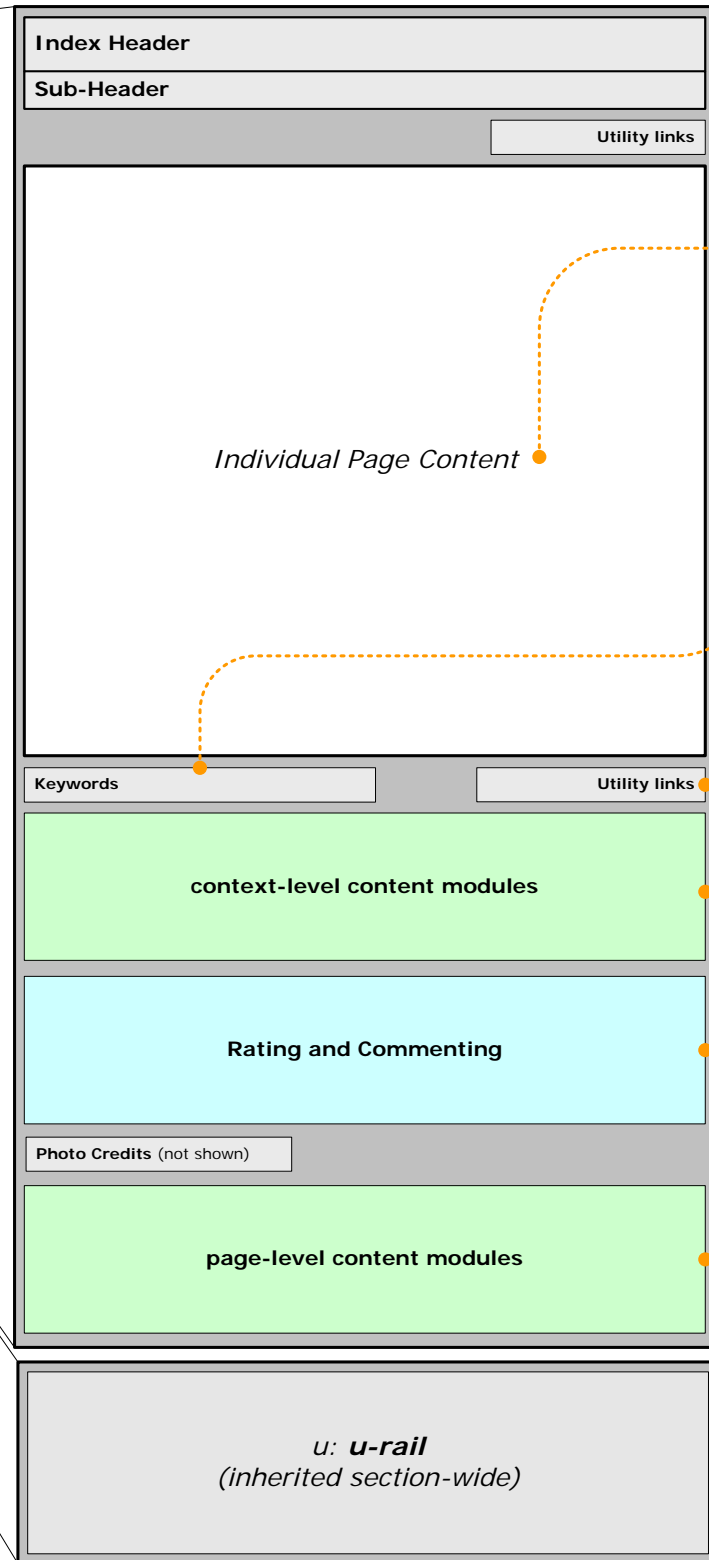 Index Header
Sub-Header
Utility links
Individual Page Content
Keywords
Utility links
context-level content modules
Rating and Commenting
Photo Credits (not shown)
page-level content modules
u: u-rail
(inherited section-wide)